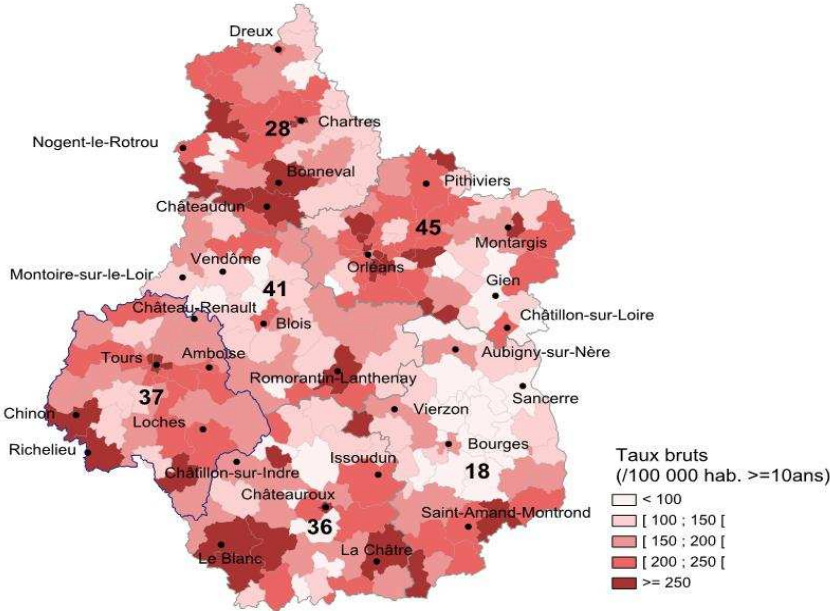 Dreux
28
Chartres
Nogent-le-Rotrou
Bonneval
Pithiviers
Châteaudun
45
Montargis
Orléans
Vendôme
Montoire-sur-le-Loir
Gien
41
Château-Renault
Châtillon-sur-Loire
Blois
Aubigny-sur-Nère
Tours
Amboise
Romorantin-Lanthenay
Sancerre
37
Chinon
Vierzon
Loches
Richelieu
Bourges
Issoudun
Châtillon-sur-Indre
18
Châteauroux
Saint-Amand-Montrond
36
La Châtre
Le Blanc
Taux bruts
(/100 000 hab. >=10ans)
< 100
[ 100 ; 150 [
[ 150 ; 200 [
[ 200 ; 250 [
>= 250